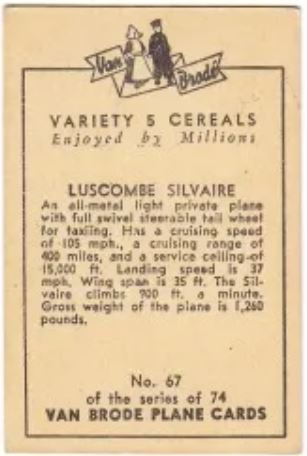 Van Brode
VARIETY 5 CEREALS
Enjoyed by Millions
LUSCOMBE SILVAIRE
An all-metal light private plane
with full swivel steerable tail wheel
for taxiing. Has a cruising speed
of 105 mph., a cruising range of
400 miles, and a service ceiling of
15,000 ft. Landing speed is 37
mph. Wing span is 35 ft. The Sil-
vaire climbs 900 ft. a minute.
Gross weight of the plane is 1,260
pounds.
No. 67
of the series of 74
VAN BRODE PLANE CARDS